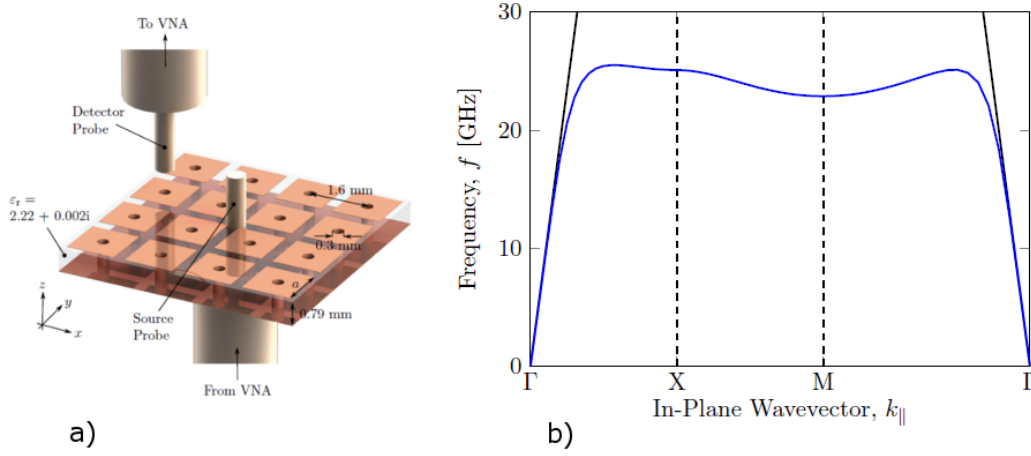 To VNA
Detector
Probe
1.6 mm
εᵣ =
2.22 + 0.002i
0.3 mm
a
0.79 mm
z
y
x
Source
Probe
From VNA
a)
Frequency, f [GHz]
30
20
10
0
Γ
X
M
Γ
In-Plane Wavevector, k∥
b)